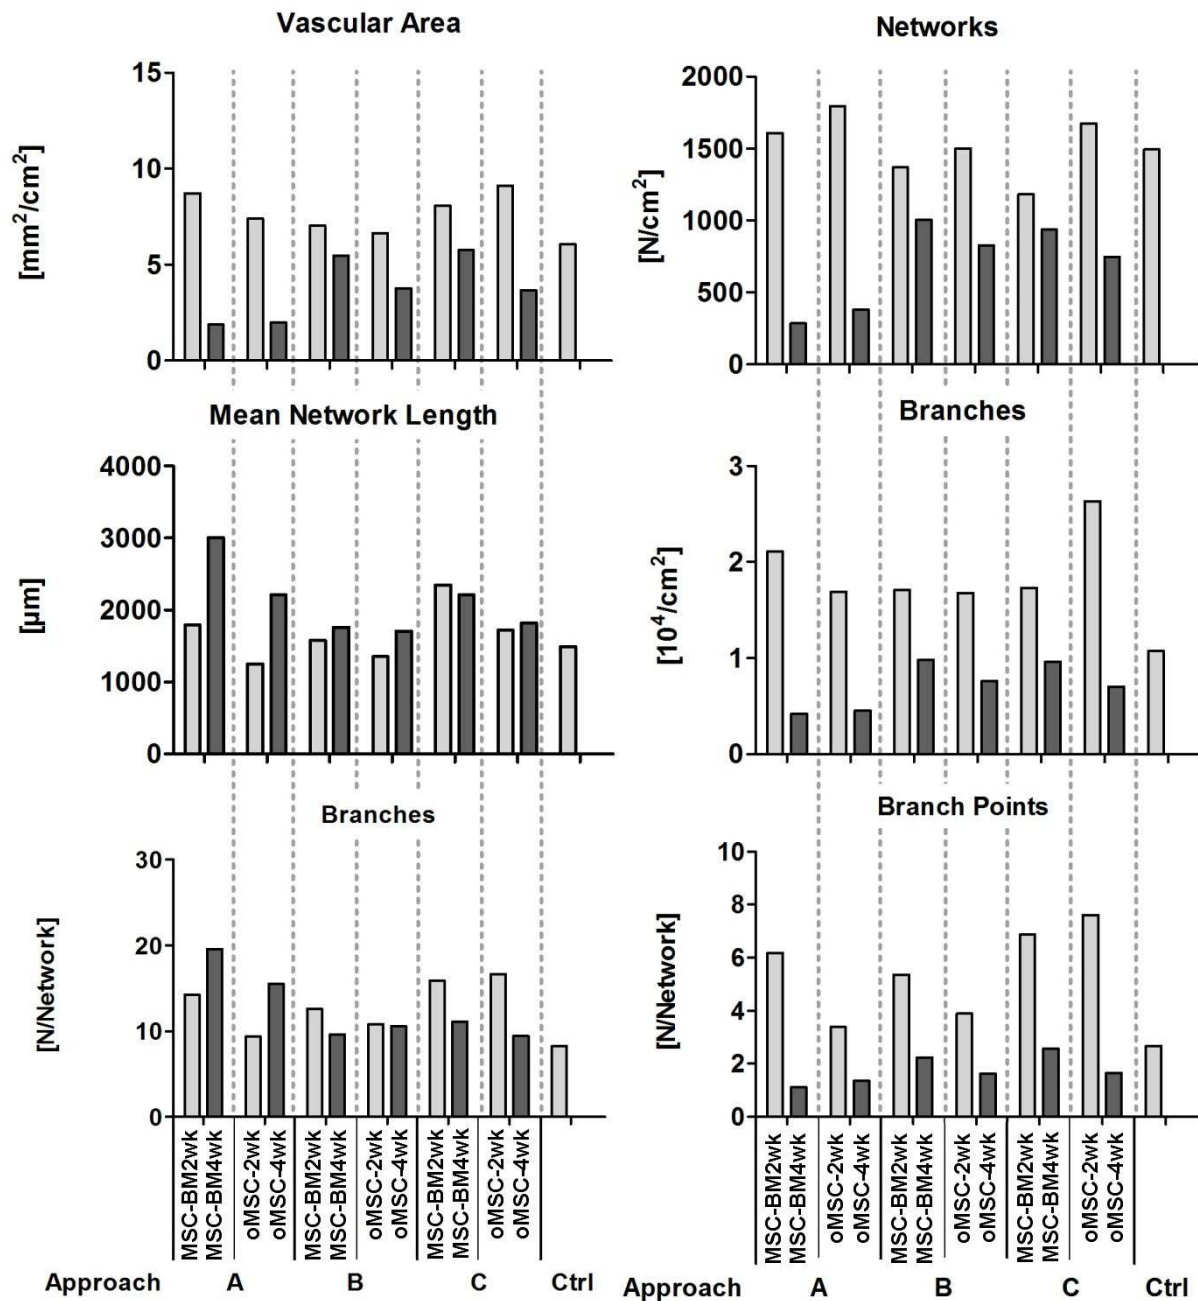 Vascular Area
[mm²/cm²]
15
10
5
0
Networks
[N/cm²]
2000
1500
1000
500
0
Mean Network Length
[µm]
4000
3000
2000
1000
0
Branches
[10⁴/cm²]
3
2
1
0
Branches
[N/Network]
30
20
10
0
Branch Points
[N/Network]
10
8
6
4
2
0
MSC-BM2wk
MSC-BM4wk
oMSC-2wk
oMSC-4wk
MSC-BM2wk
MSC-BM4wk
oMSC-2wk
oMSC-4wk
MSC-BM2wk
MSC-BM4wk
oMSC-2wk
oMSC-4wk
Approach A B C Ctrl
MSC-BM2wk
MSC-BM4wk
oMSC-2wk
oMSC-4wk
MSC-BM2wk
MSC-BM4wk
oMSC-2wk
oMSC-4wk
MSC-BM2wk
MSC-BM4wk
oMSC-2wk
oMSC-4wk
Approach A B C Ctrl